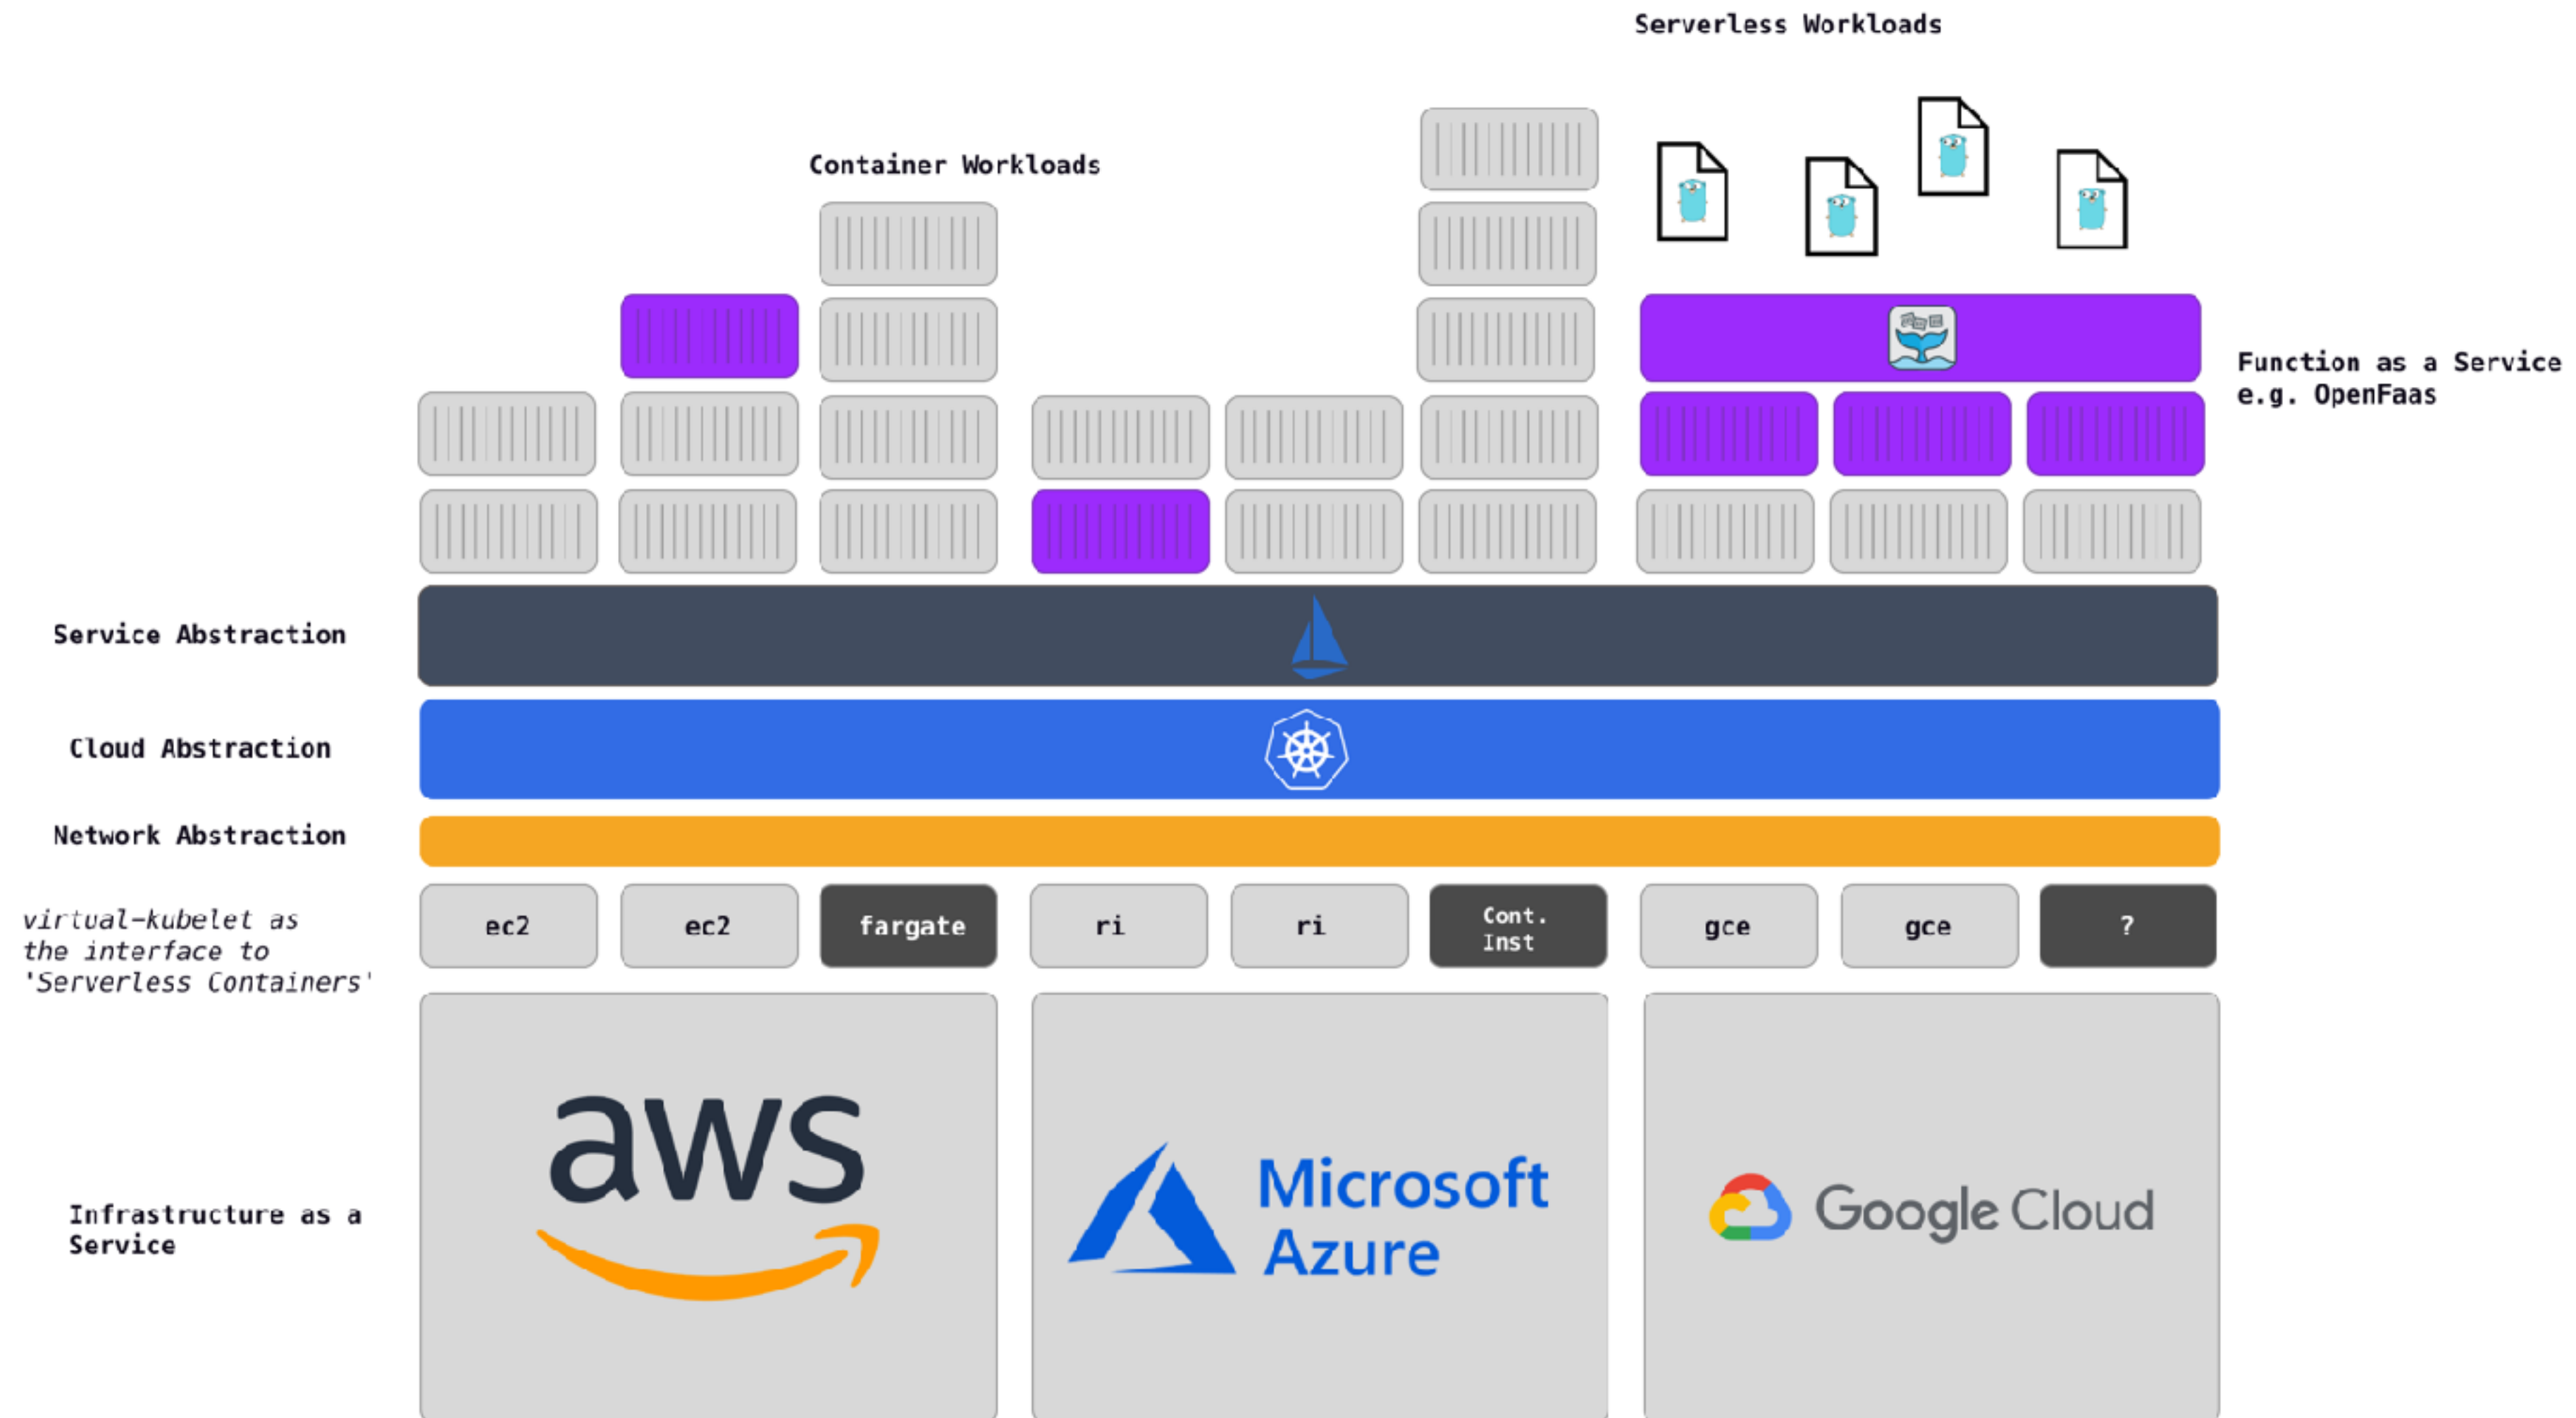 Serverless Workloads
Container Workloads
Function as a Service
e.g. OpenFaas
Service Abstraction
Cloud Abstraction
Network Abstraction
virtual-kubelet as
the interface to
'Serverless Containers'
ec2
ec2
fargate
ri
ri
Cont.
Inst
gce
gce
?
Infrastructure as a
Service
aws
Microsoft
Azure
Google Cloud